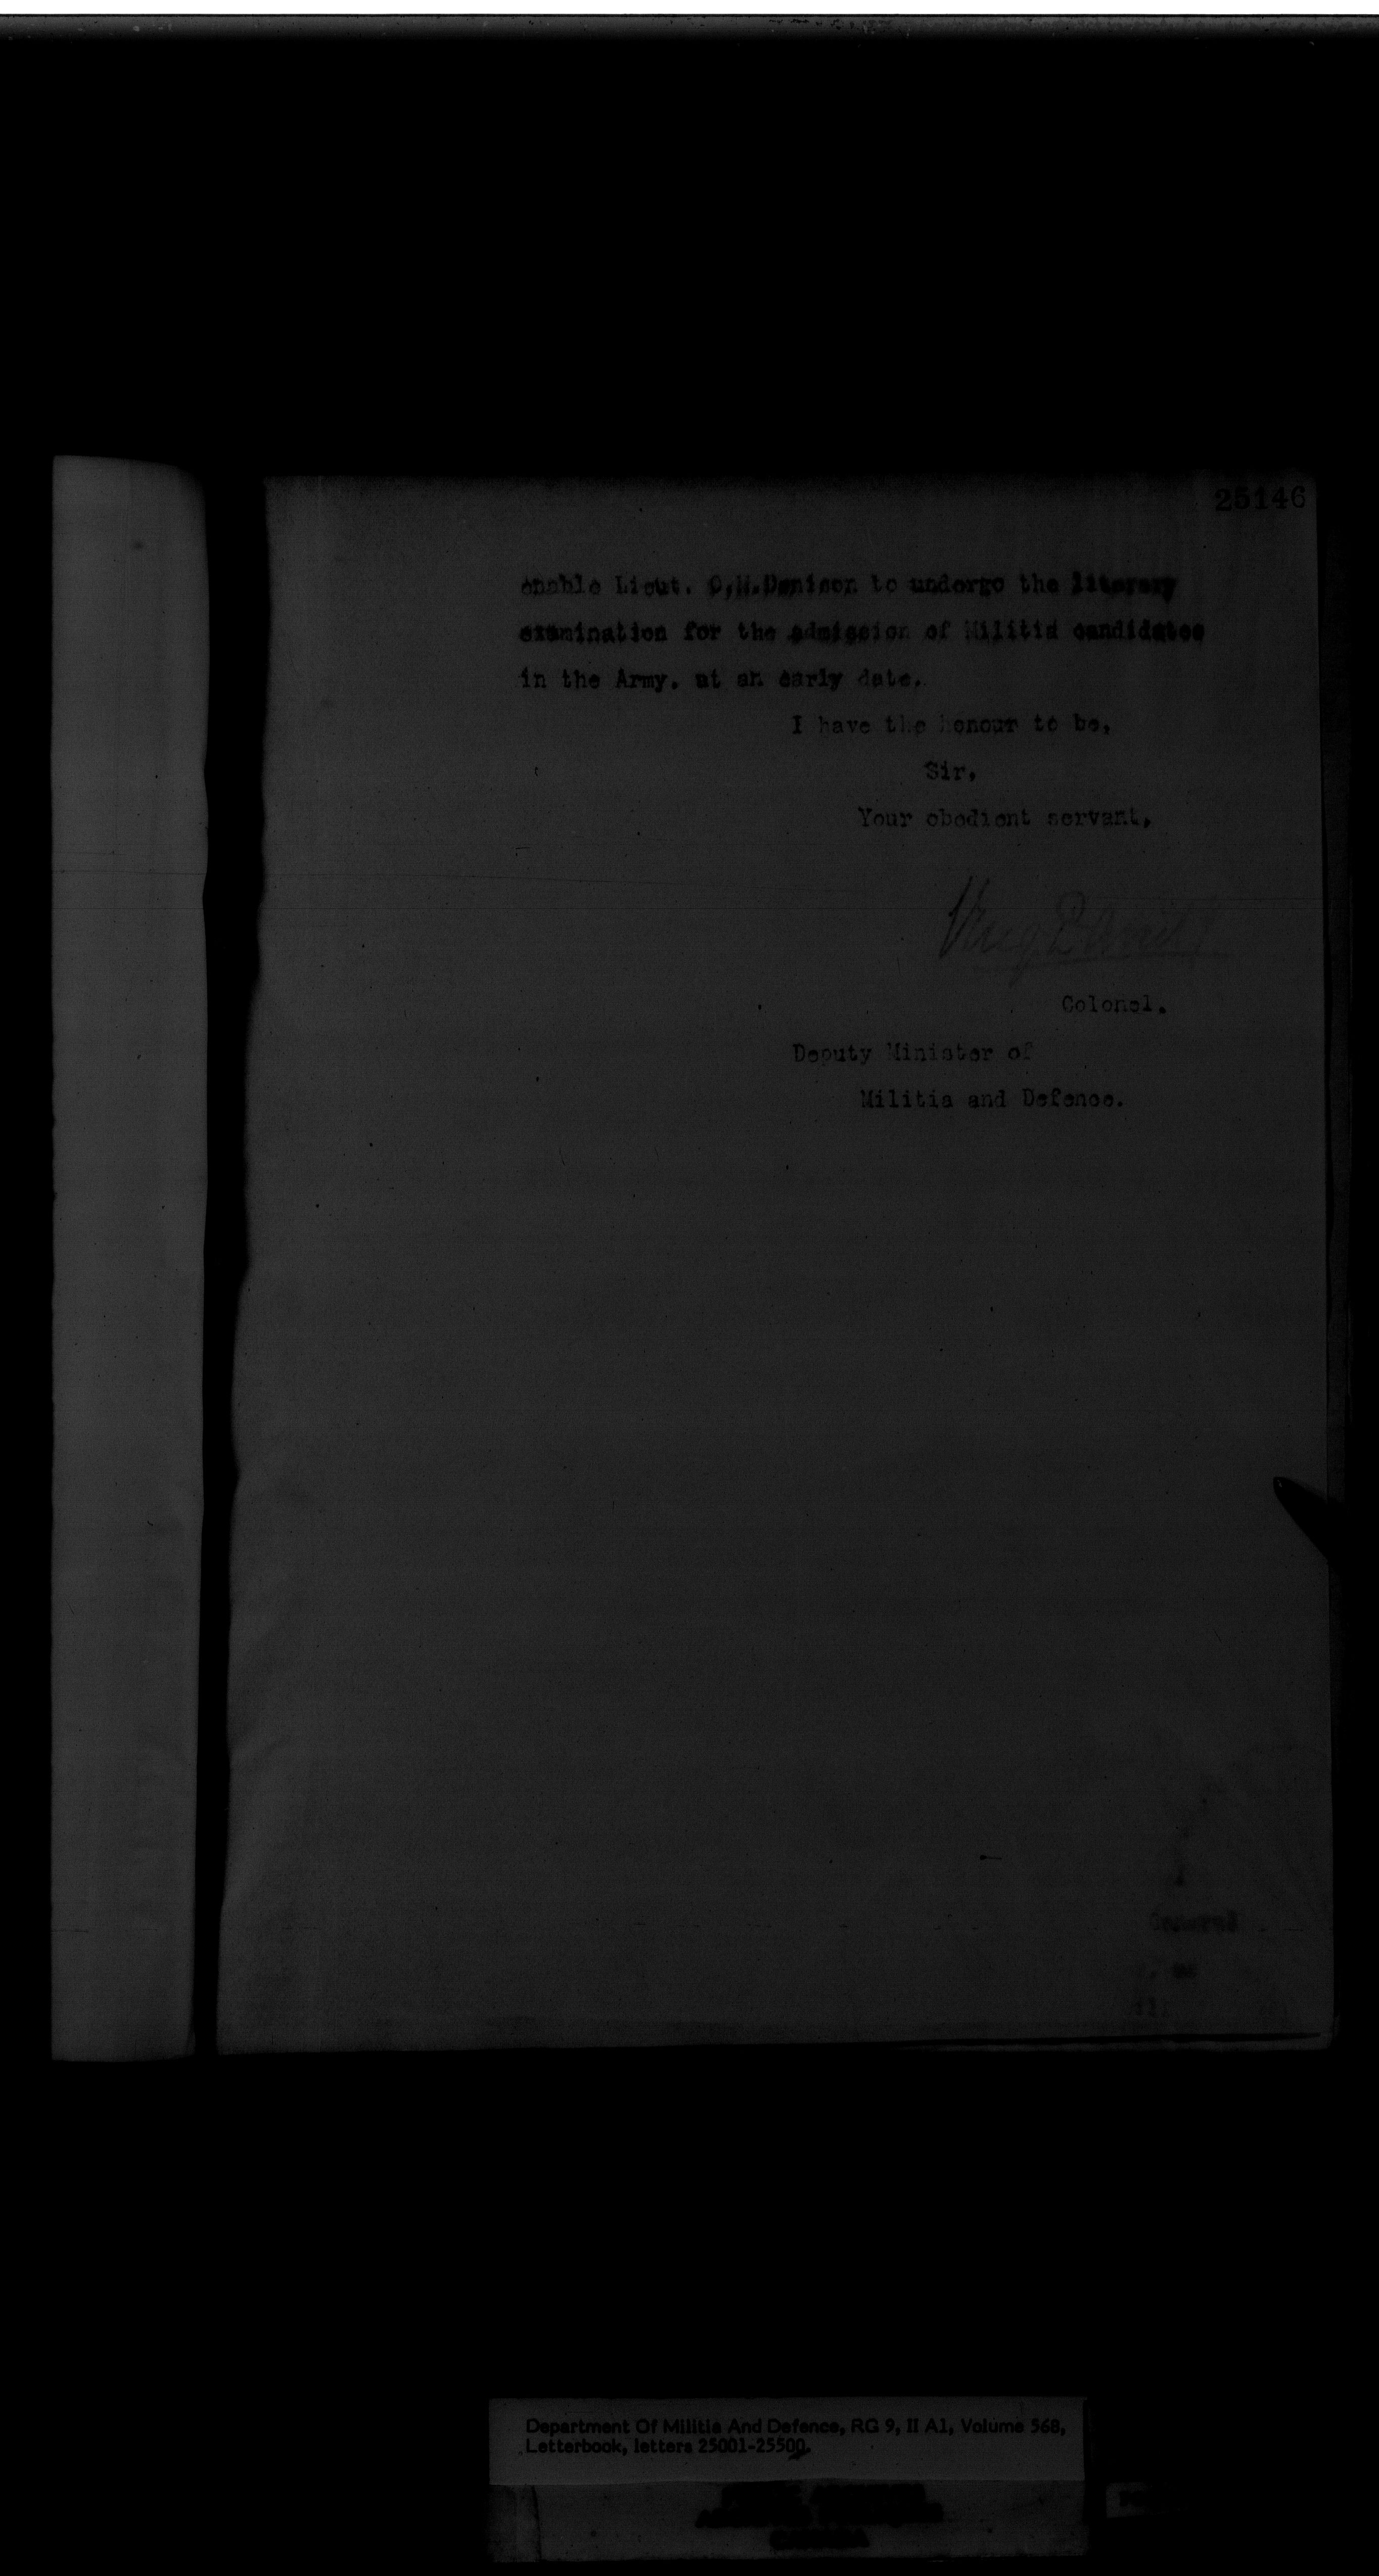 25146
enable Lieut. O.M.Denison to undergo the literary
examination for the admission of Militia candidates
in the Army. at an early date.
I have the honour to be,
Sir,
Your obedient servant,
Colonel.
Deputy Minister of
Militia and Defence.
Department Of Militia And Defence, RG 9, II A1, Volume 568,
Letterbook, letters 25001-25500.